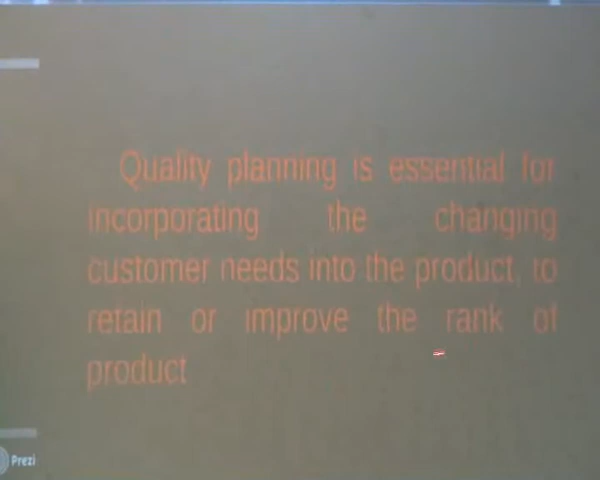 Quality planning is essential for
incorporating the changing
customer needs into the product, to
retain or improve the rank of
product
Prezi